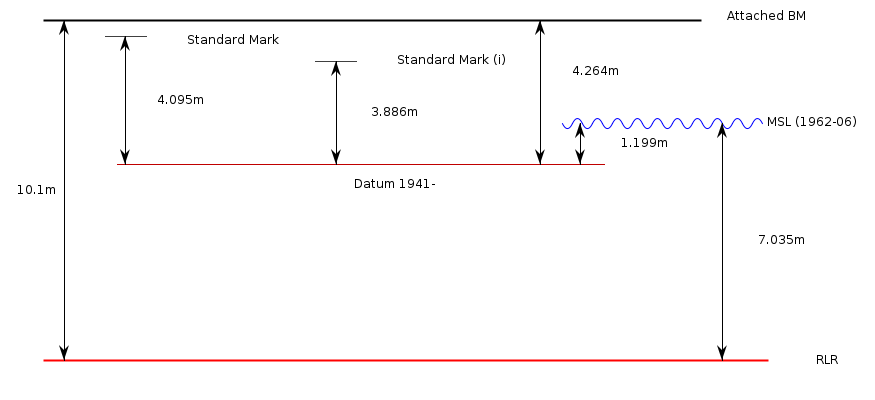 Attached BM
Standard Mark
Standard Mark (i)
4.264m
4.095m
3.886m
MSL (1962-06)
1.199m
Datum 1941-
10.1m
7.035m
RLR